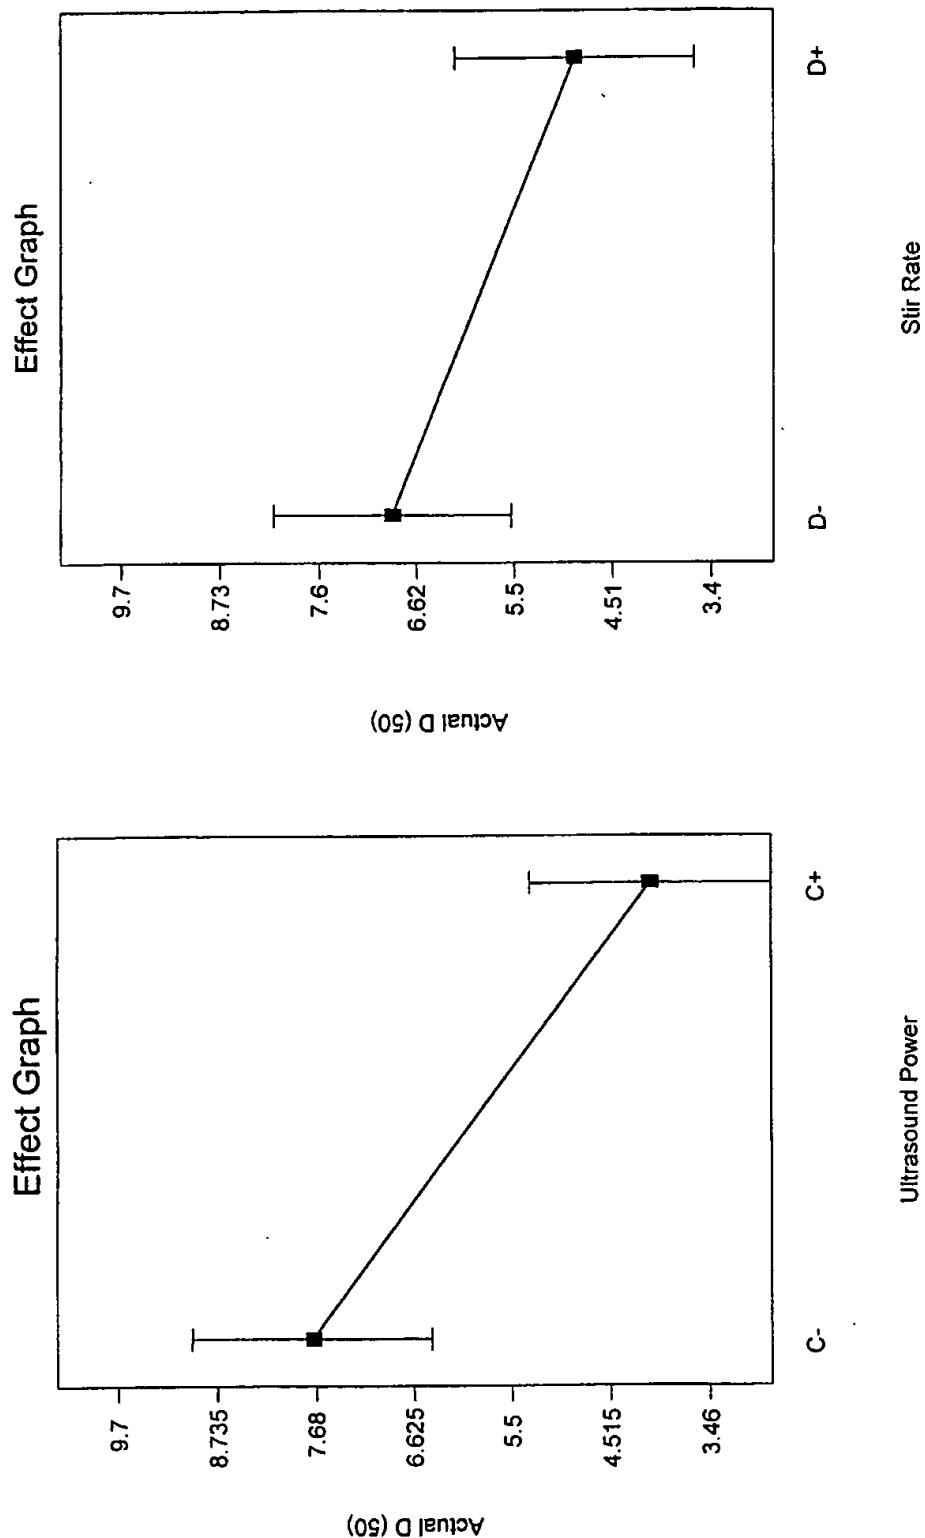 Effect Graph
Actual D (50)
9.7
8.735
7.68
6.625
5.5
4.515
3.46
C-
C+
Ultrasound Power
Effect Graph
Actual D (50)
9.7
8.73
7.6
6.62
5.5
4.51
3.4
D-
D+
Stir Rate